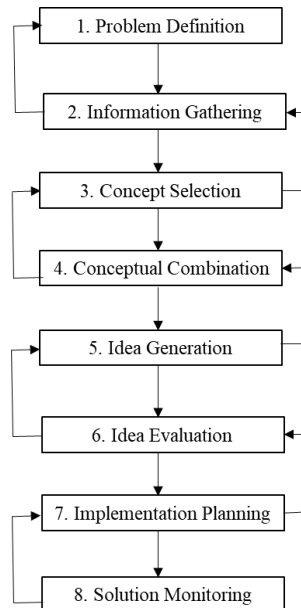 1. Problem Definition
2. Information Gathering
3. Concept Selection
4. Conceptual Combination
5. Idea Generation
6. Idea Evaluation
7. Implementation Planning
8. Solution Monitoring